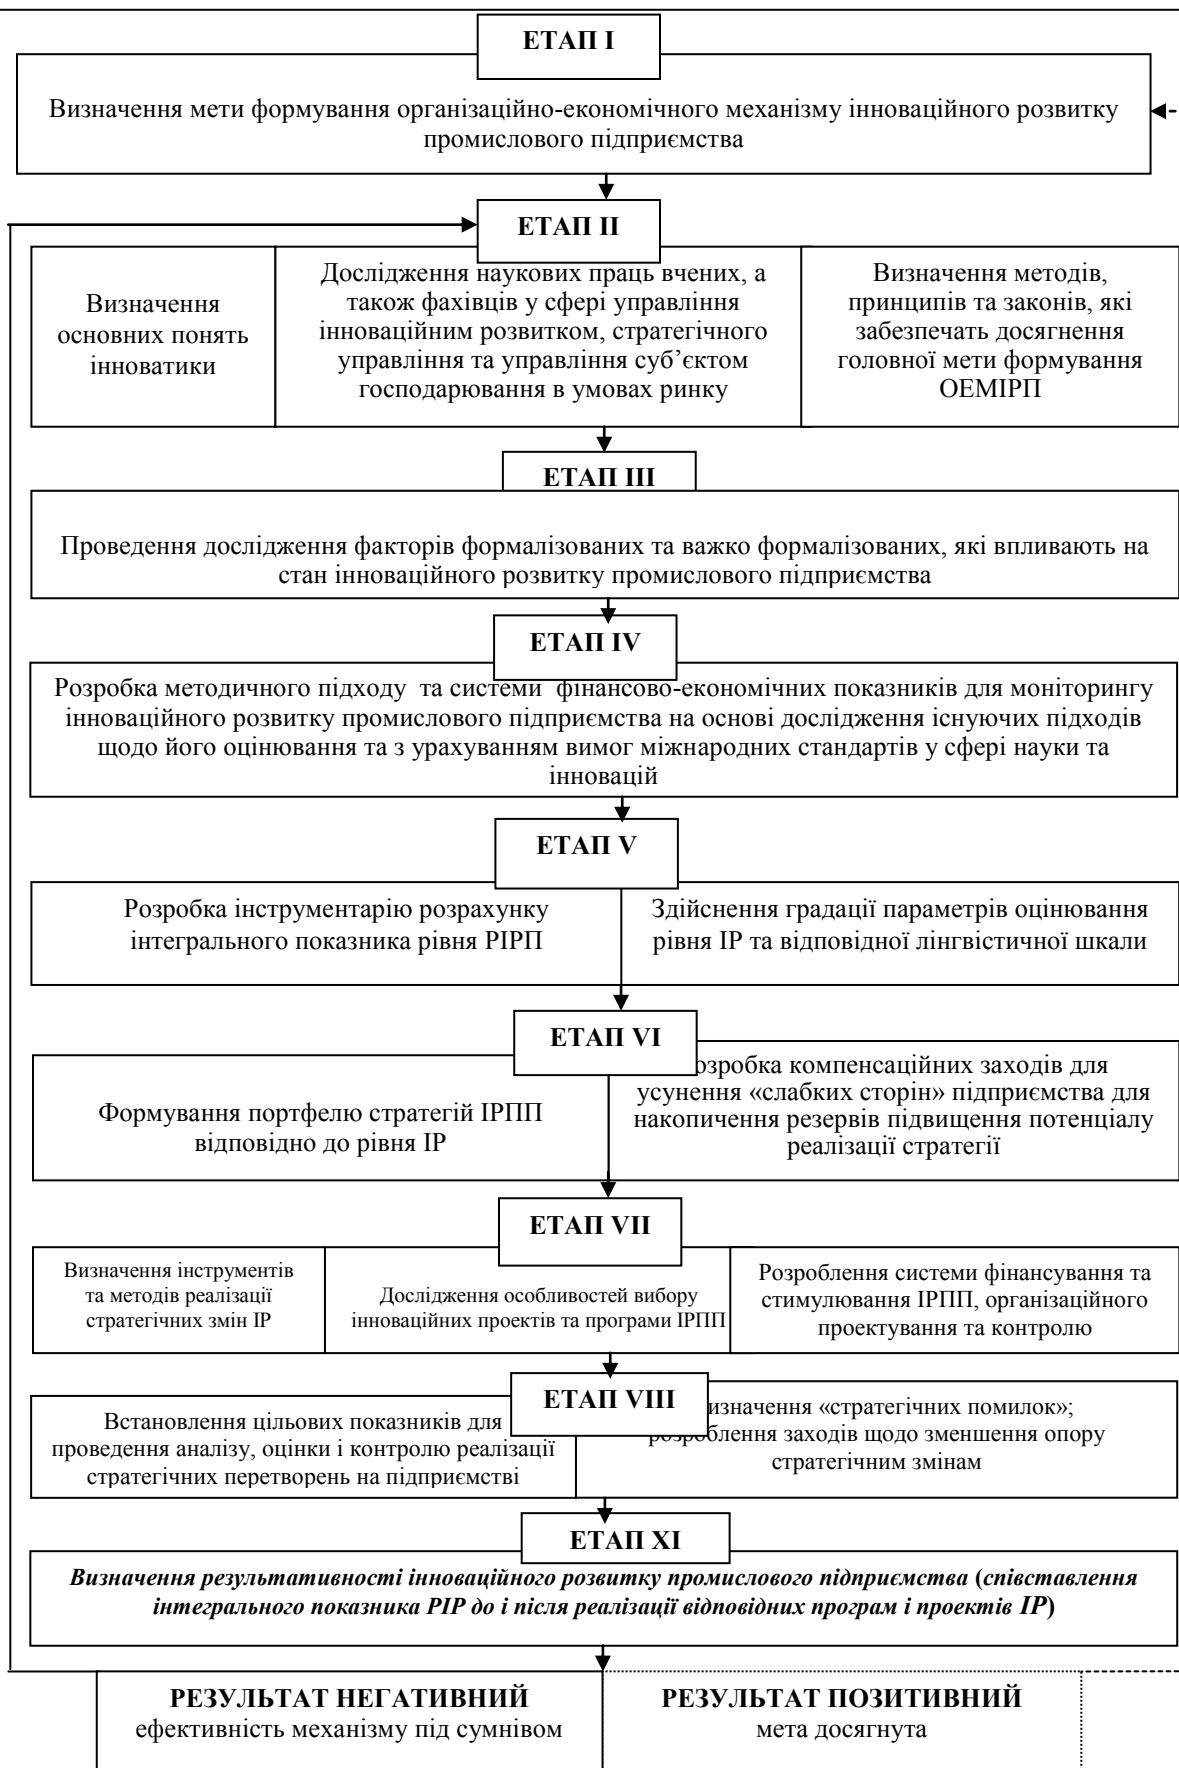 ЕТАП I
Визначення мети формування організаційно-економічного механізму інноваційного розвитку
промислового підприємства
ЕТАП II
Визначення
основних понять
інноватики
Дослідження наукових праць вчених, а
також фахівців у сфері управління
інноваційним розвитком, стратегічного
управління та управління суб’єктом
господарювання в умовах ринку
Визначення методів,
принципів та законів, які
забезпечать досягнення
головної мети формування
ОЕМІРП
ЕТАП III
Проведення дослідження факторів формалізованих та важко формалізованих, які впливають на
стан інноваційного розвитку промислового підприємства
ЕТАП IV
Розробка методичного підходу та системи фінансово-економічних показників для моніторингу
інноваційного розвитку промислового підприємства на основі дослідження існуючих підходів
щодо його оцінювання та з урахуванням вимог міжнародних стандартів у сфері науки та
інновацій
ЕТАП V
Розробка інструментарію розрахунку
інтегрального показника рівня РІРП
Здійснення градації параметрів оцінювання
рівня ІР та відповідної лінгвістичної шкали
ЕТАП VI
Формування портфелю стратегій ІРПП
відповідно до рівня ІР
озробка компенсаційних заходів для
усунення «слабких сторін» підприємства для
накопичення резервів підвищення потенціалу
реалізації стратегії
ЕТАП VII
Визначення інструментів
та методів реалізації
стратегічних змін ІР
Дослідження особливостей вибору
інноваційних проектів та програми ІРПП
Розроблення системи фінансування та
стимулювання ІРПП, організаційного
проектування та контролю
ЕТАП VIII
Встановлення цільових показників для
проведення аналізу, оцінки і контролю реалізації
стратегічних перетворень на підприємстві
изначення «стратегічних помилок»;
розроблення заходів щодо зменшення опору
стратегічним змінам
ЕТАП XI
Визначення результативності інноваційного розвитку промислового підприємства (співставлення
інтегрального показника РІР до і після реалізації відповідних програм і проектів ІР)
РЕЗУЛЬТАТ НЕГАТИВНИЙ
ефективність механізму під сумнівом
РЕЗУЛЬТАТ ПОЗИТИВНИЙ
мета досягнута